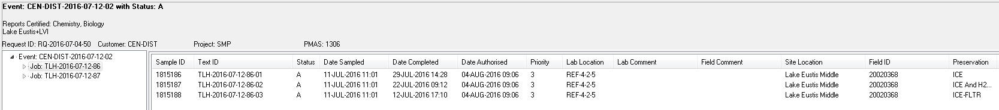 Event: CEN-DIST-2016-07-12-02 with Status: A
Reports Certified: Chemistry, Biology
Lake Eustis+LVI
Request ID: RQ-2016-07-04-50 Customer: CEN-DIST Project: SMP PMAS: 1306
Event: CEN-DIST-2016-07-12-02
Job: TLH-2016-07-12-86
Job: TLH-2016-07-12-87
Sample ID Text ID Status Date Sampled Date Completed Date Authorised Priority Lab Location Lab Comment Field Comment Site Location Field ID Preservation
1815186 TLH-2016-07-12-86-01 A 11-JUL-2016 11:01 29-JUL-2016 14:28 04-AUG-2016 09:06 3 REF-4-2-5 Lake Eustis Middle 20020368 ICE
1815187 TLH-2016-07-12-86-02 A 11-JUL-2016 11:01 22-JUL-2016 09:12 04-AUG-2016 09:06 3 REF-4-2-5 Lake Eustis Middle 20020368 ICE And H2...
1815188 TLH-2016-07-12-86-03 A 11-JUL-2016 11:01 12-JUL-2016 17:10 04-AUG-2016 09:06 3 REF-4-2-5 Lake Eustis Middle 20020368 ICE-FLTR